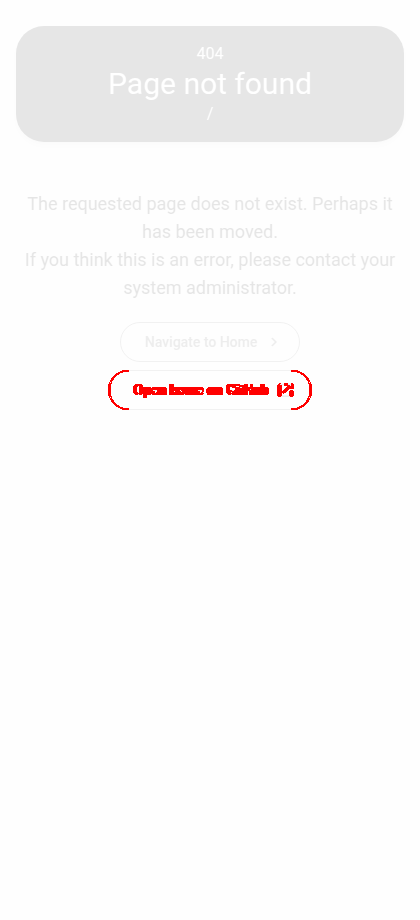 404
Page not found
/
The requested page does not exist. Perhaps it
has been moved.
If you think this is an error, please contact your
system administrator.
Navigate to Home
Open Issue on GitHub